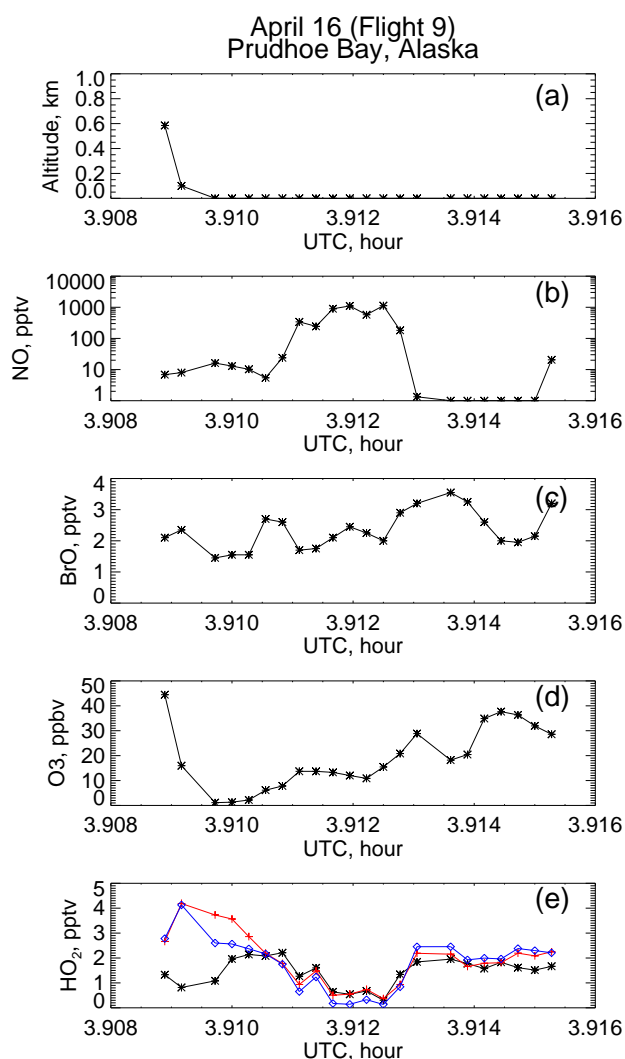 April 16 (Flight 9)
Prudhoe Bay, Alaska
(a)
Altitude, km
1.0
0.8
0.6
0.4
0.2
0.0
3.908 3.910 3.912 3.914 3.916
UTC, hour
(b)
NO, pptv
10000
1000
100
10
1
3.908 3.910 3.912 3.914 3.916
UTC, hour
(c)
BrO, pptv
4
3
2
1
0
3.908 3.910 3.912 3.914 3.916
UTC, hour
(d)
O3, ppbv
50
40
30
20
10
0
3.908 3.910 3.912 3.914 3.916
UTC, hour
(e)
HO₂, pptv
5
4
3
2
1
0
3.908 3.910 3.912 3.914 3.916
UTC, hour